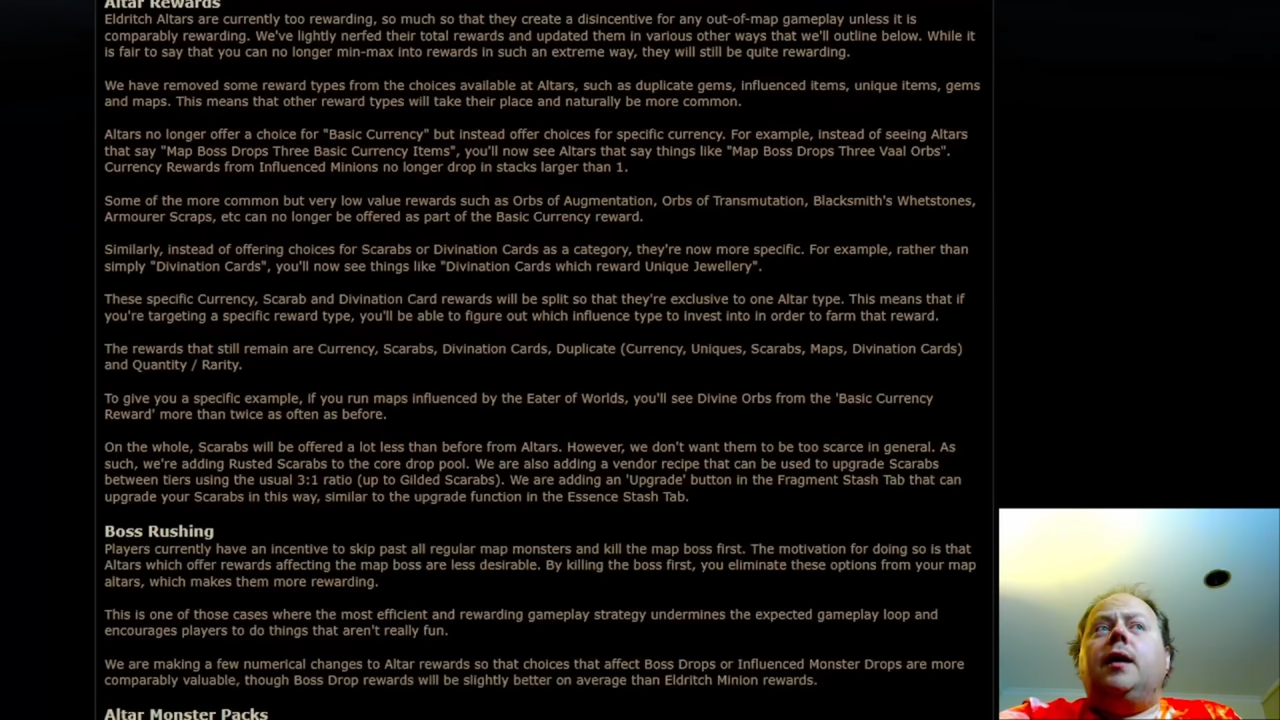 Altar Rewards
Eldritch Altars are currently too rewarding, so much so that they create a disincentive for any out-of-map gameplay unless it is
comparably rewarding. We've lightly nerfed their total rewards and updated them in various other ways that we'll outline below. While it
is fair to say that you can no longer min-max into rewards in such an extreme way, they will still be quite rewarding.
We have removed some reward types from the choices available at Altars, such as duplicate gems, influenced items, unique items, gems
and maps. This means that other reward types will take their place and naturally be more common.
Altars no longer offer a choice for "Basic Currency" but instead offer choices for specific currency. For example, instead of seeing Altars
that say "Map Boss Drops Three Basic Currency Items", you'll now see Altars that say things like "Map Boss Drops Three Vaal Orbs".
Currency Rewards from Influenced Minions no longer drop in stacks larger than 1.
Some of the more common but very low value rewards such as Orbs of Augmentation, Orbs of Transmutation, Blacksmith's Whetstones,
Armourer Scraps, etc can no longer be offered as part of the Basic Currency reward.
Similarly, instead of offering choices for Scarabs or Divination Cards as a category, they're now more specific. For example, rather than
simply "Divination Cards", you'll now see things like "Divination Cards which reward Unique Jewellery".
These specific Currency, Scarab and Divination Card rewards will be split so that they're exclusive to one Altar type. This means that if
you're targeting a specific reward type, you'll be able to figure out which influence type to invest into in order to farm that reward.
The rewards that still remain are Currency, Scarabs, Divination Cards, Duplicate (Currency, Uniques, Scarabs, Maps, Divination Cards)
and Quantity / Rarity.
To give you a specific example, if you run maps influenced by the Eater of Worlds, you'll see Divine Orbs from the 'Basic Currency
Reward' more than twice as often as before.
On the whole, Scarabs will be offered a lot less than before from Altars. However, we don't want them to be too scarce in general. As
such, we're adding Rusted Scarabs to the core drop pool. We are also adding a vendor recipe that can be used to upgrade Scarabs
between tiers using the usual 3:1 ratio (up to Gilded Scarabs). We are adding an 'Upgrade' button in the Fragment Stash Tab that can
upgrade your Scarabs in this way, similar to the upgrade function in the Essence Stash Tab.
Boss Rushing
Players currently have an incentive to skip past all regular map monsters and kill the map boss first. The motivation for doing so is that
Altars which offer rewards affecting the map boss are less desirable. By killing the boss first, you eliminate these options from your map
altars, which makes them more rewarding.
This is one of those cases where the most efficient and rewarding gameplay strategy undermines the expected gameplay loop and
encourages players to do things that aren't really fun.
We are making a few numerical changes to Altar rewards so that choices that affect Boss Drops or Influenced Monster Drops are more
comparably valuable, though Boss Drop rewards will be slightly better on average than Eldritch Minion rewards.
Altar Monster Packs